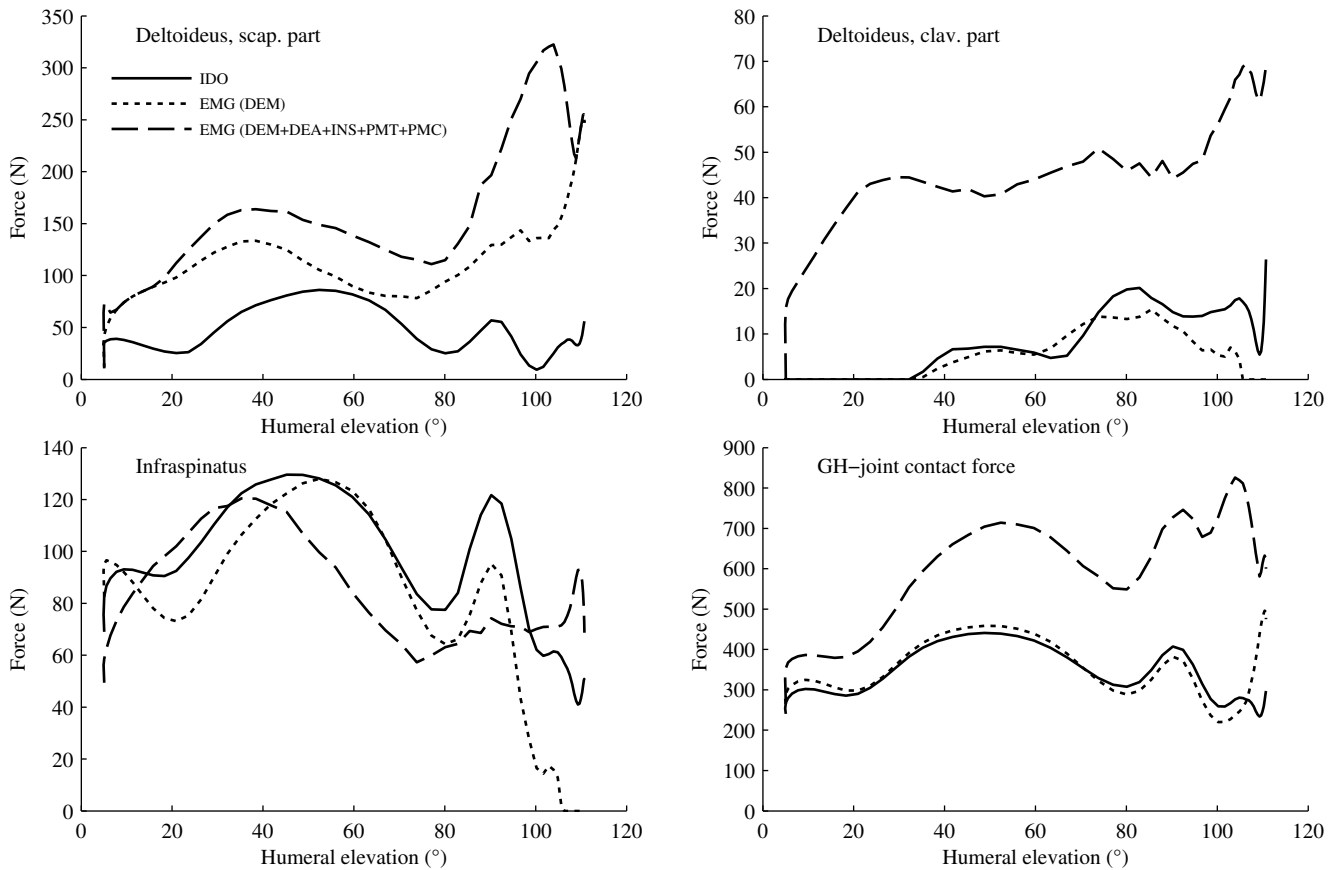 350
300
250
200
150
100
50
0
Force (N)
Deltoideus, scap. part
IDO
EMG (DEM)
EMG (DEM+DEA+INS+PMT+PMC)
0 20 40 60 80 100 120
Humeral elevation (°)
80
70
60
50
40
30
20
10
0
Force (N)
Deltoideus, clav. part
0 20 40 60 80 100 120
Humeral elevation (°)
140
120
100
80
60
40
20
0
Force (N)
Infraspinatus
0 20 40 60 80 100 120
Humeral elevation (°)
900
800
700
600
500
400
300
200
100
0
Force (N)
GH−joint contact force
0 20 40 60 80 100 120
Humeral elevation (°)